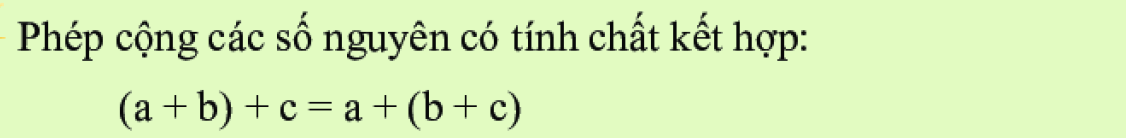 Phép cộng các số nguyên có tính chất kết hợp:
(a + b) + c = a + (b + c)